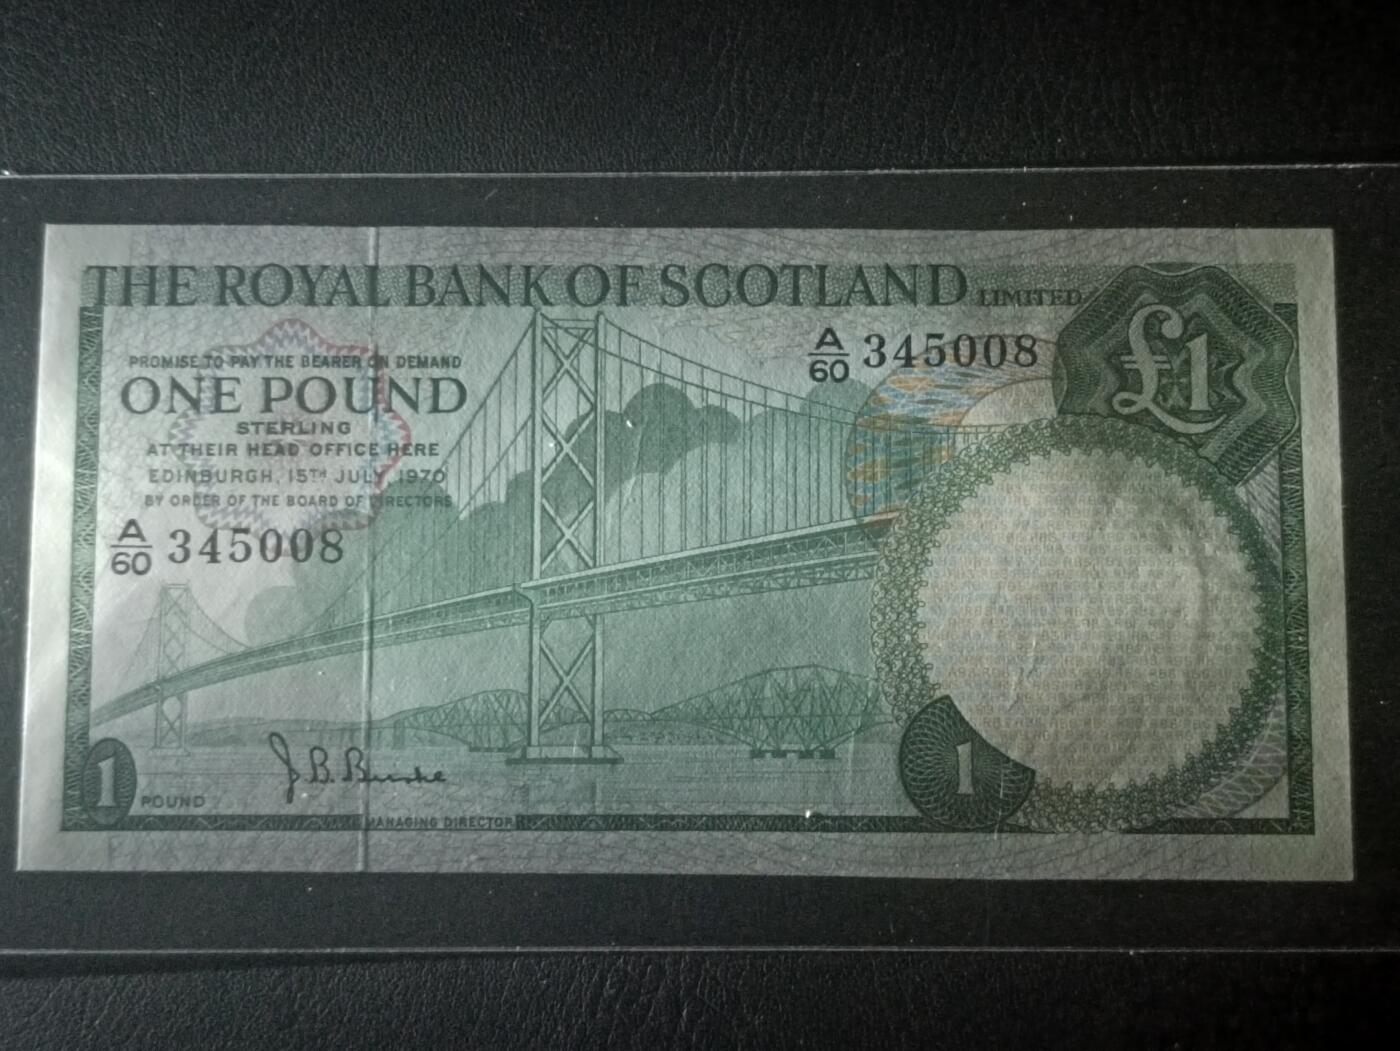 THE ROYAL BANK OF SCOTLAND LIMITED
£1
PROMISE TO PAY THE BEARER ON DEMAND
ONE POUND
STERLING
AT THEIR HEAD OFFICE HERE
EDINBURGH, 15TH JULY 1970
BY ORDER OF THE BOARD OF DIRECTORS
A/60 345008
A/60 345008
J. B. Burke
1 POUND
MANAGING DIRECTOR
1